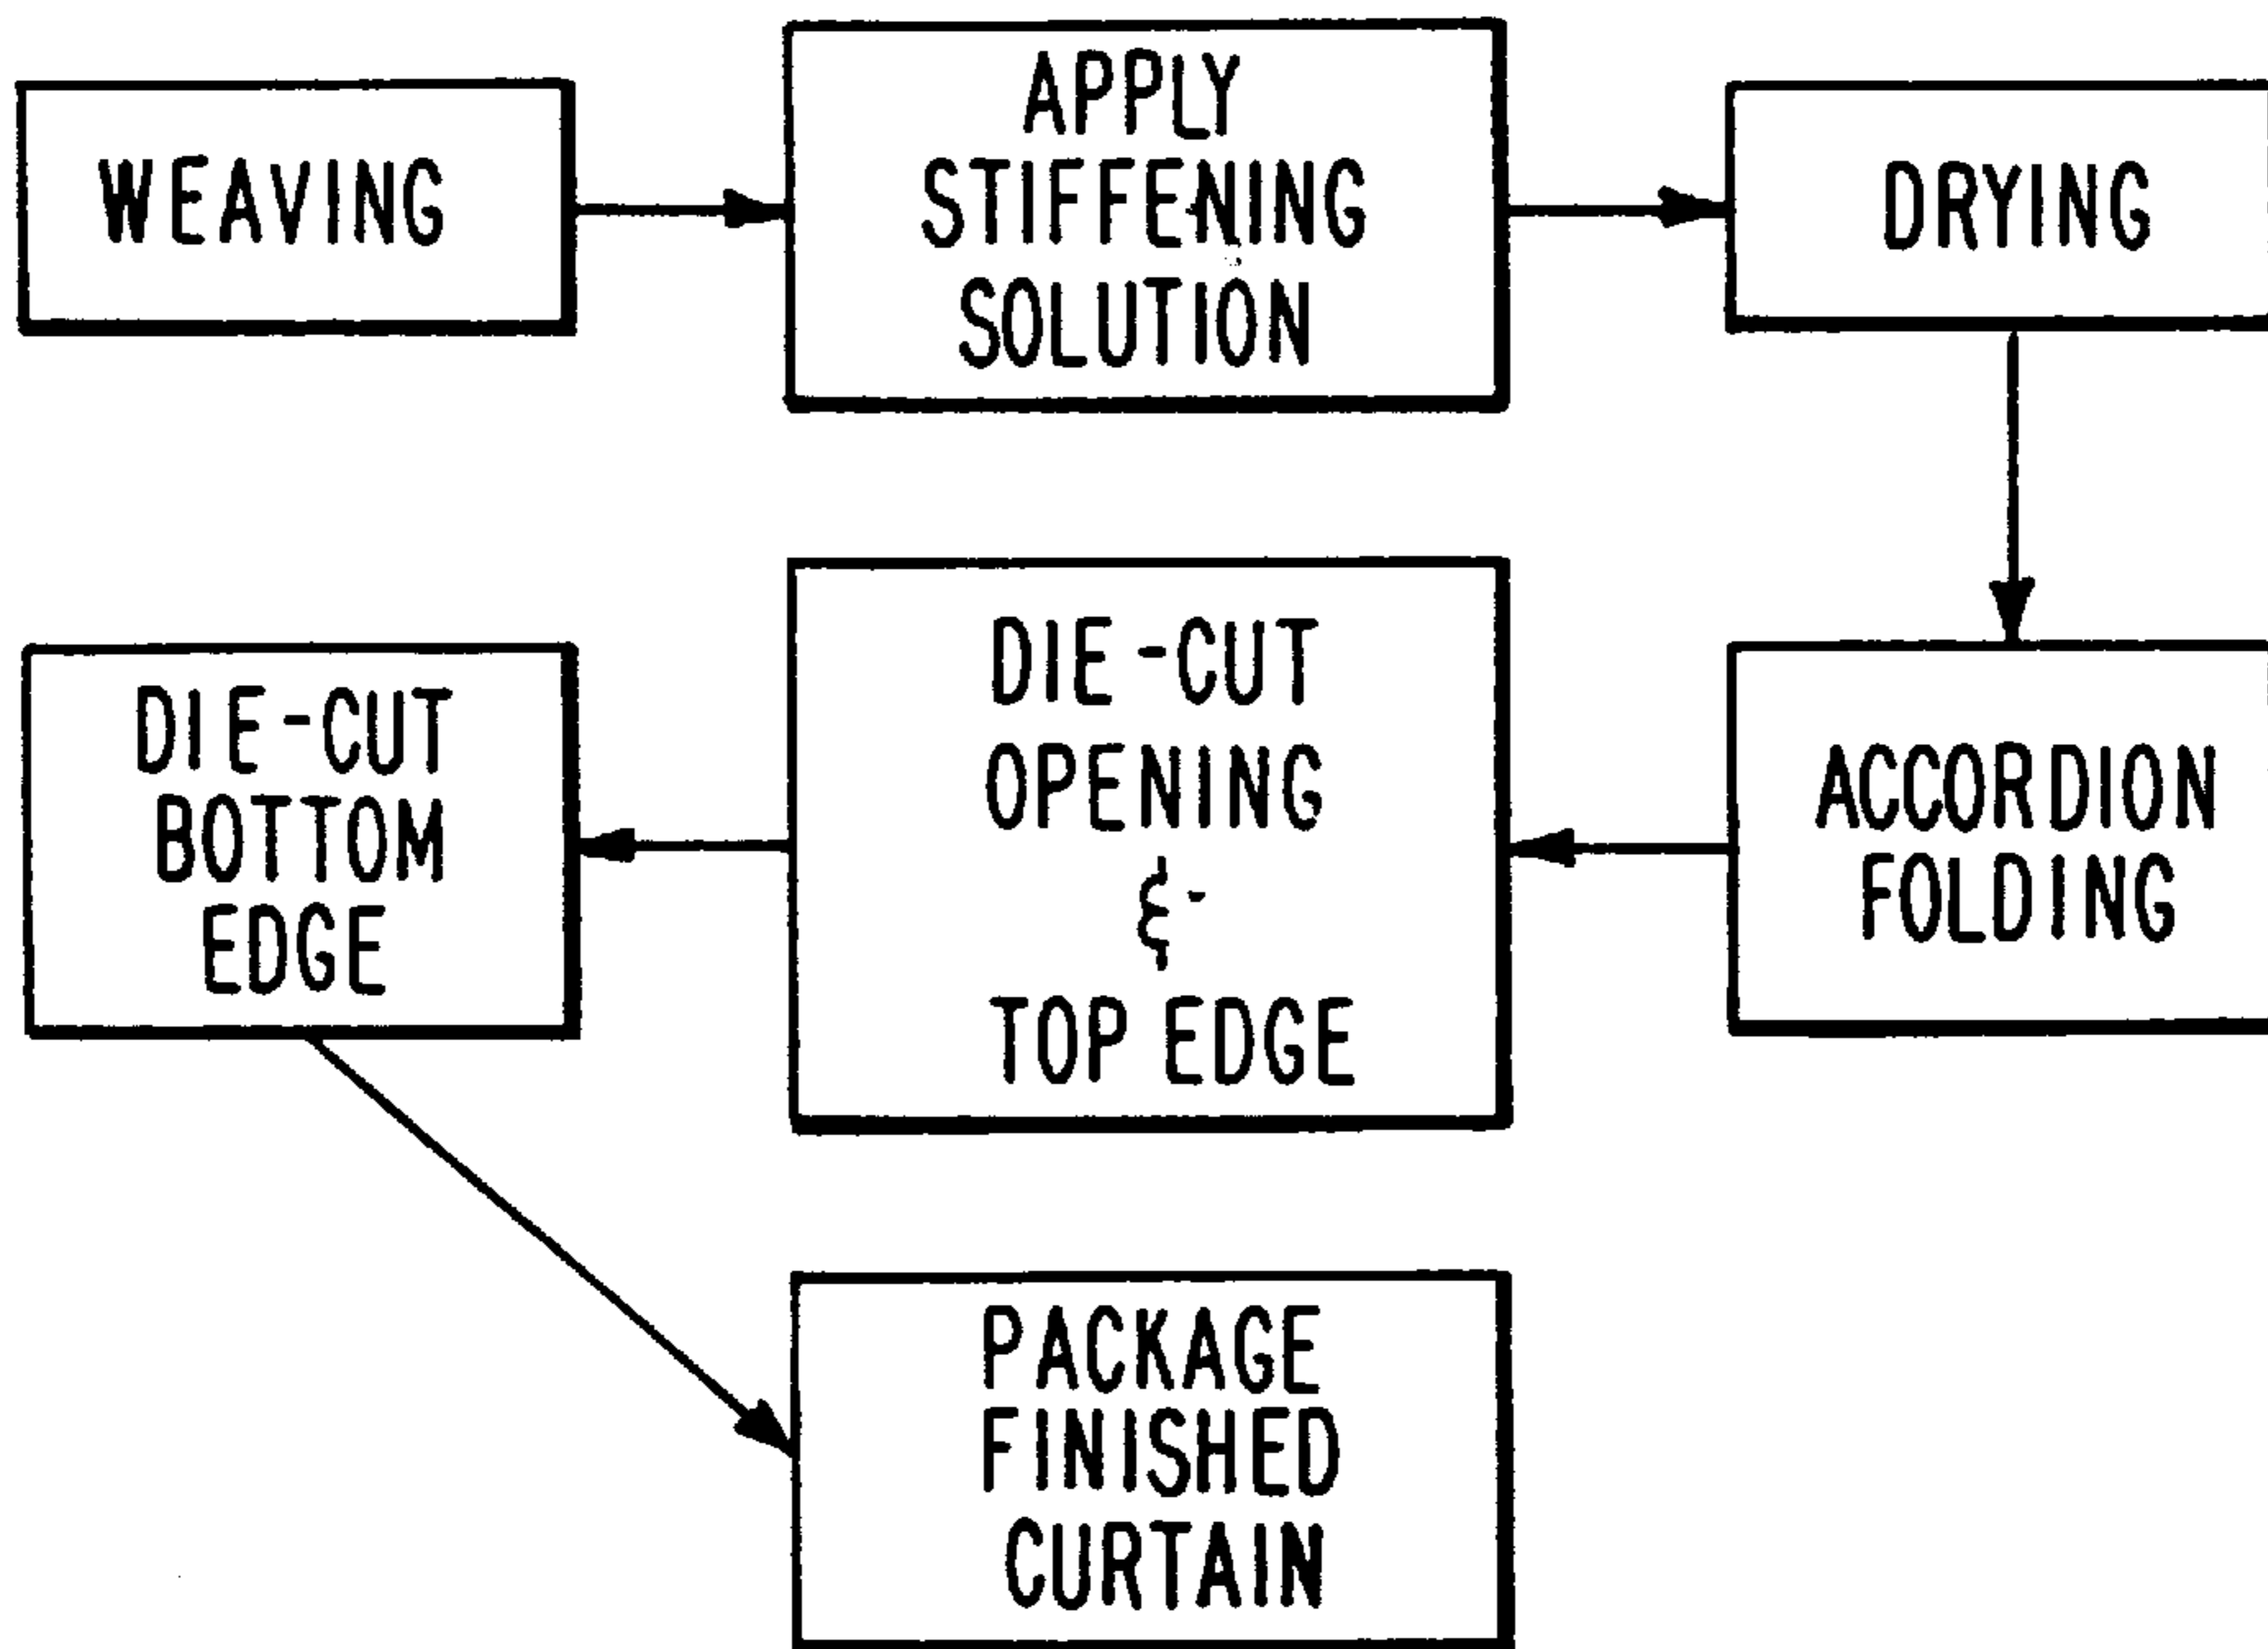 WEAVING
APPLY
STIFFENING
SOLUTION
DRYING
ACCORDION
FOLDING
DIE-CUT
OPENING
&
TOP EDGE
DIE-CUT
BOTTOM
EDGE
PACKAGE
FINISHED
CURTAIN